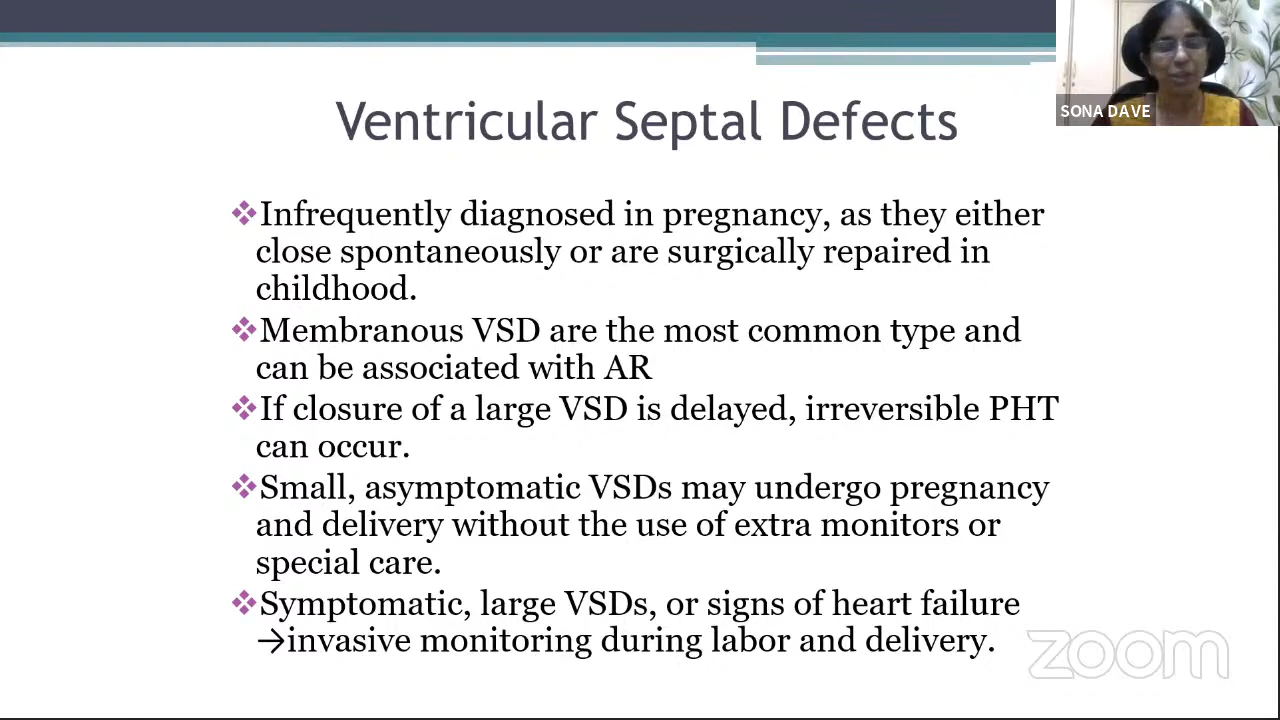 SONA DAVE
Ventricular Septal Defects
❖Infrequently diagnosed in pregnancy, as they either
close spontaneously or are surgically repaired in
childhood.
❖Membranous VSD are the most common type and
can be associated with AR
❖If closure of a large VSD is delayed, irreversible PHT
can occur.
❖Small, asymptomatic VSDs may undergo pregnancy
and delivery without the use of extra monitors or
special care.
❖Symptomatic, large VSDs, or signs of heart failure
→invasive monitoring during labor and delivery.
zoom